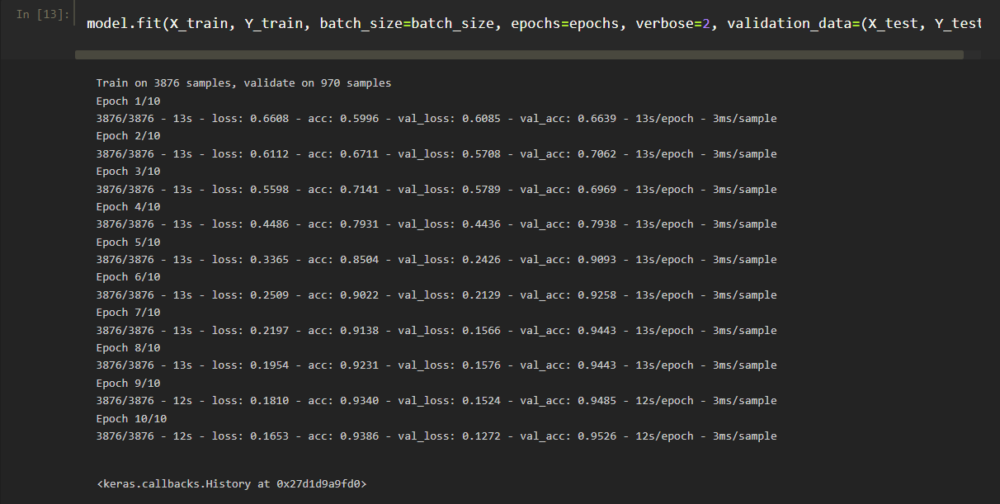 In [13]:
model.fit(X_train, Y_train, batch_size=batch_size, epochs=epochs, verbose=2, validation_data=(X_test, Y_test
Train on 3876 samples, validate on 970 samples
Epoch 1/10
3876/3876 - 13s - loss: 0.6608 - acc: 0.5996 - val_loss: 0.6085 - val_acc: 0.6639 - 13s/epoch - 3ms/sample
Epoch 2/10
3876/3876 - 13s - loss: 0.6112 - acc: 0.6711 - val_loss: 0.5708 - val_acc: 0.7062 - 13s/epoch - 3ms/sample
Epoch 3/10
3876/3876 - 13s - loss: 0.5598 - acc: 0.7141 - val_loss: 0.5789 - val_acc: 0.6969 - 13s/epoch - 3ms/sample
Epoch 4/10
3876/3876 - 13s - loss: 0.4486 - acc: 0.7931 - val_loss: 0.4436 - val_acc: 0.7938 - 13s/epoch - 3ms/sample
Epoch 5/10
3876/3876 - 13s - loss: 0.3365 - acc: 0.8504 - val_loss: 0.2426 - val_acc: 0.9093 - 13s/epoch - 3ms/sample
Epoch 6/10
3876/3876 - 13s - loss: 0.2509 - acc: 0.9022 - val_loss: 0.2129 - val_acc: 0.9258 - 13s/epoch - 3ms/sample
Epoch 7/10
3876/3876 - 13s - loss: 0.2197 - acc: 0.9138 - val_loss: 0.1566 - val_acc: 0.9443 - 13s/epoch - 3ms/sample
Epoch 8/10
3876/3876 - 13s - loss: 0.1954 - acc: 0.9231 - val_loss: 0.1576 - val_acc: 0.9443 - 13s/epoch - 3ms/sample
Epoch 9/10
3876/3876 - 12s - loss: 0.1810 - acc: 0.9340 - val_loss: 0.1524 - val_acc: 0.9485 - 12s/epoch - 3ms/sample
Epoch 10/10
3876/3876 - 12s - loss: 0.1653 - acc: 0.9386 - val_loss: 0.1272 - val_acc: 0.9526 - 12s/epoch - 3ms/sample
<keras.callbacks.History at 0x27d1d9a9fd0>